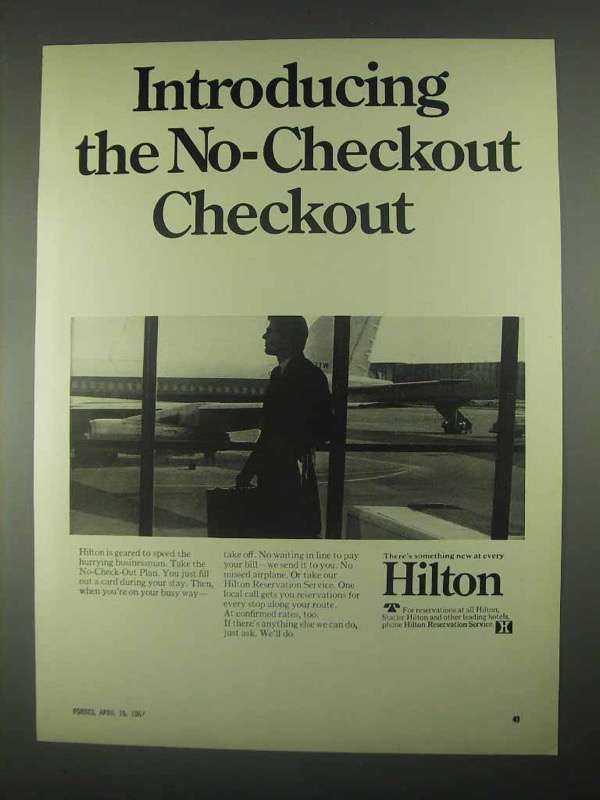 Introducing
the No-Checkout
Checkout
Hilton is geared to speed the
hurrying businessman. Take the
No-Check-Out Plan. You just fill
out a card during your stay. Then,
when you're on your busy way—
take off. No waiting in line to pay
your bill—we send it to you. No
missed airplane. Or take our
Hilton Reservation Service. One
local call gets you reservations for
every stop along your route.
At confirmed rates, too.
If there's anything else we can do,
just ask. We'll do.
There's something new at every
Hilton
For reservations at all Hilton,
Statler Hilton and other leading hotels,
phone Hilton Reservation Service.
FORBES, APRIL 15, 1967